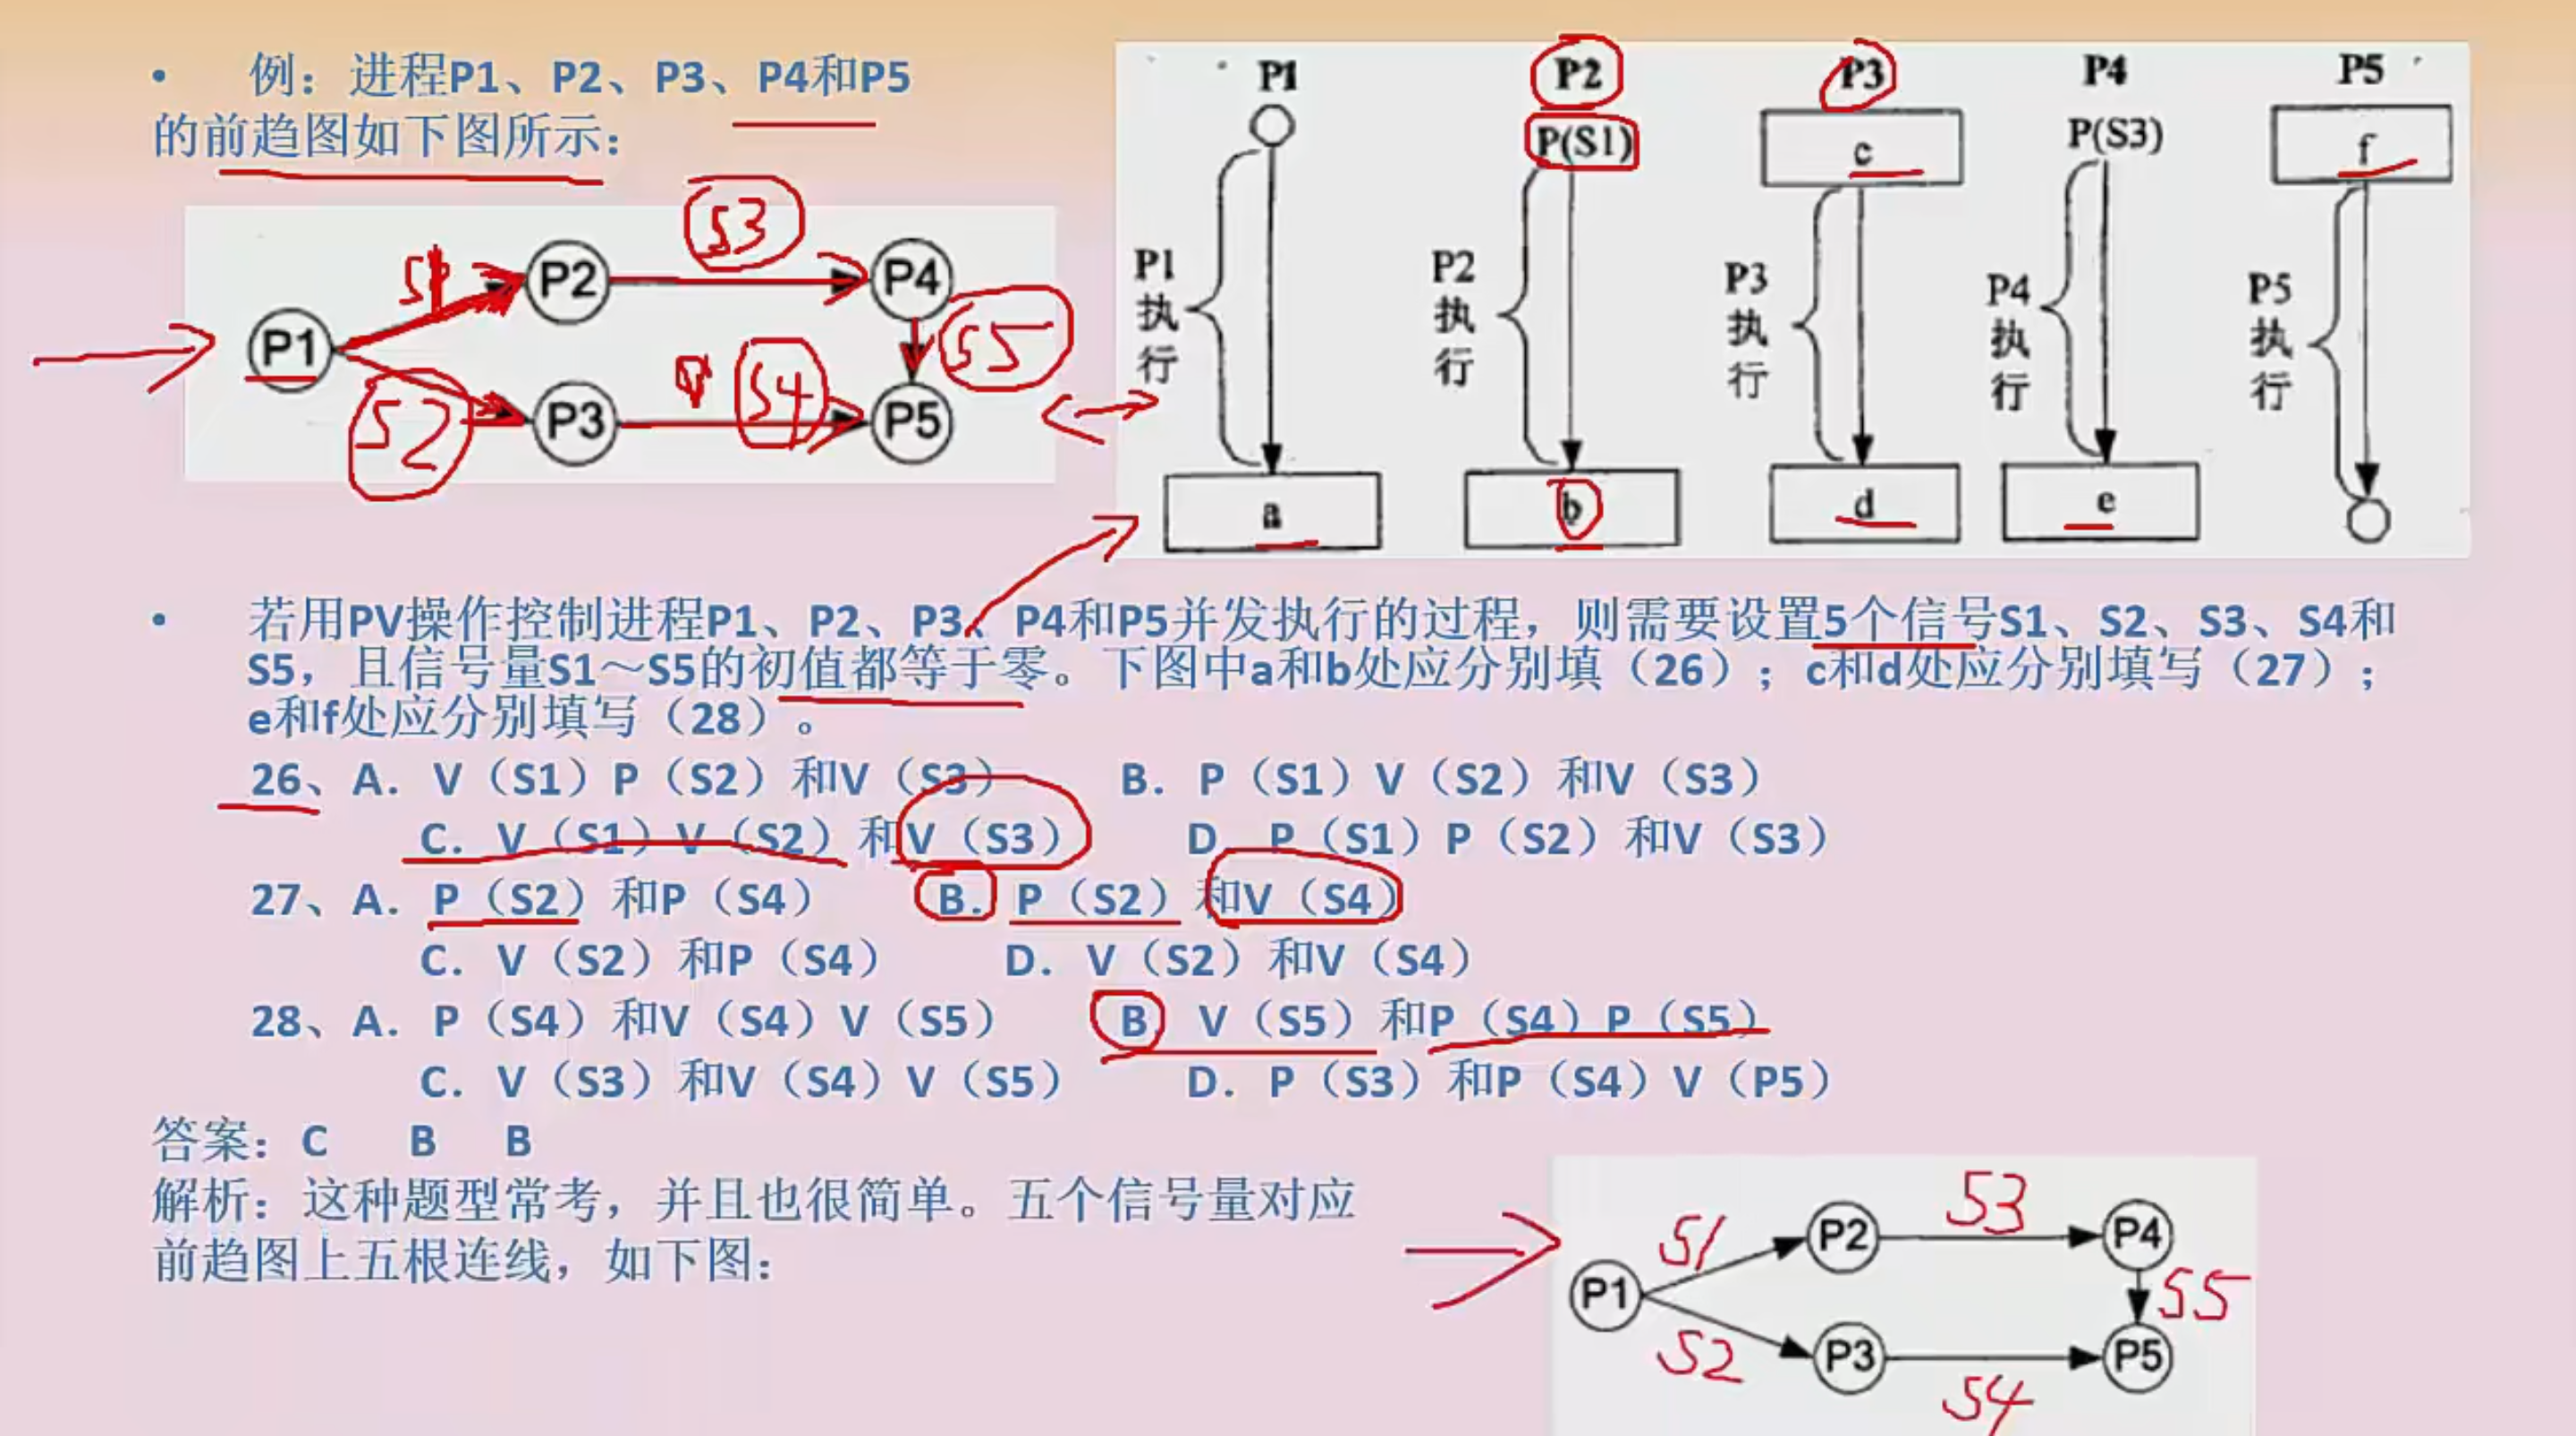 • 例：进程P1、P2、P3、P4和P5
的前趋图如下图所示：
S1
S3
P2
P4
P1
S5
S2
S4
P3
P5
P1
P2
P3
P4
P5
P(S1)
c
P(S3)
f
P1执行
P2执行
P3执行
P4执行
P5执行
a
b
d
e
• 若用PV操作控制进程P1、P2、P3、P4和P5并发执行的过程，则需要设置5个信号S1、S2、S3、S4和
S5，且信号量S1～S5的初值都等于零。下图中a和b处应分别填（26）；c和d处应分别填写（27）；
e和f处应分别填写（28）。
26、A．V（S1）P（S2）和V（S3） B．P（S1）V（S2）和V（S3）
C．V（S1）V（S2）和V（S3） D．P（S1）P（S2）和V（S3）
27、A．P（S2）和P（S4） B．P（S2）和V（S4）
C．V（S2）和P（S4） D．V（S2）和V（S4）
28、A．P（S4）和V（S4）V（S5） B V（S5）和P（S4）P（S5）
C．V（S3）和V（S4）V（S5） D．P（S3）和P（S4）V（P5）
答案：C B B
解析：这种题型常考，并且也很简单。五个信号量对应
前趋图上五根连线，如下图：
S1
S3
P2
P4
P1
S5
S2
P3
P5
S4